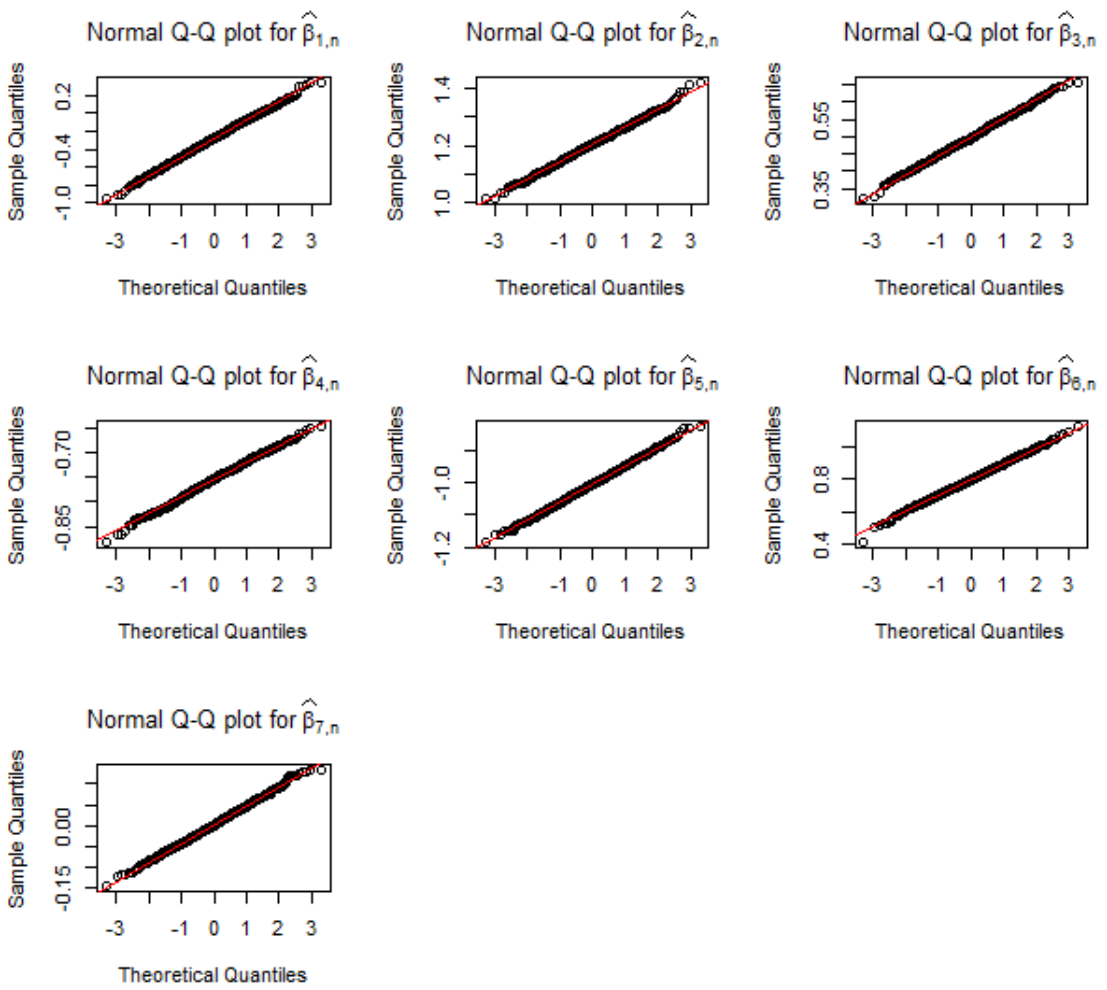 Normal Q-Q plot for β̂1,n
Normal Q-Q plot for β̂2,n
Normal Q-Q plot for β̂3,n
Sample Quantiles
-1.0 -0.4 0.2
-3 -1 0 1 2 3
Theoretical Quantiles
Sample Quantiles
1.0 1.2 1.4
-3 -1 0 1 2 3
Theoretical Quantiles
Sample Quantiles
0.35 0.55
-3 -1 0 1 2 3
Theoretical Quantiles
Normal Q-Q plot for β̂4,n
Normal Q-Q plot for β̂5,n
Normal Q-Q plot for β̂6,n
Sample Quantiles
-0.85 -0.70
-3 -1 0 1 2 3
Theoretical Quantiles
Sample Quantiles
-1.2 -1.0
-3 -1 0 1 2 3
Theoretical Quantiles
Sample Quantiles
0.4 0.8
-3 -1 0 1 2 3
Theoretical Quantiles
Normal Q-Q plot for β̂7,n
Sample Quantiles
-0.15 0.00
-3 -1 0 1 2 3
Theoretical Quantiles